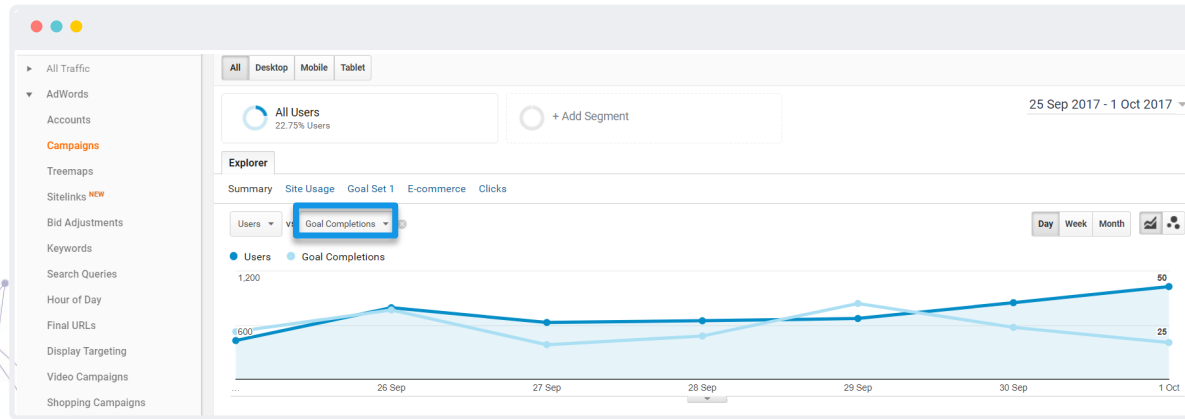 All Traffic
AdWords
Accounts
Campaigns
Treemaps
Sitelinks NEW
Bid Adjustments
Keywords
Search Queries
Hour of Day
Final URLs
Display Targeting
Video Campaigns
Shopping Campaigns
All Desktop Mobile Tablet
All Users
22.75% Users
+ Add Segment
25 Sep 2017 - 1 Oct 2017
Explorer
Summary Site Usage Goal Set 1 E-commerce Clicks
Users vs Goal Completions
Day Week Month
Users Goal Completions
1,200 50
600 25
... 26 Sep 27 Sep 28 Sep 29 Sep 30 Sep 1 Oct